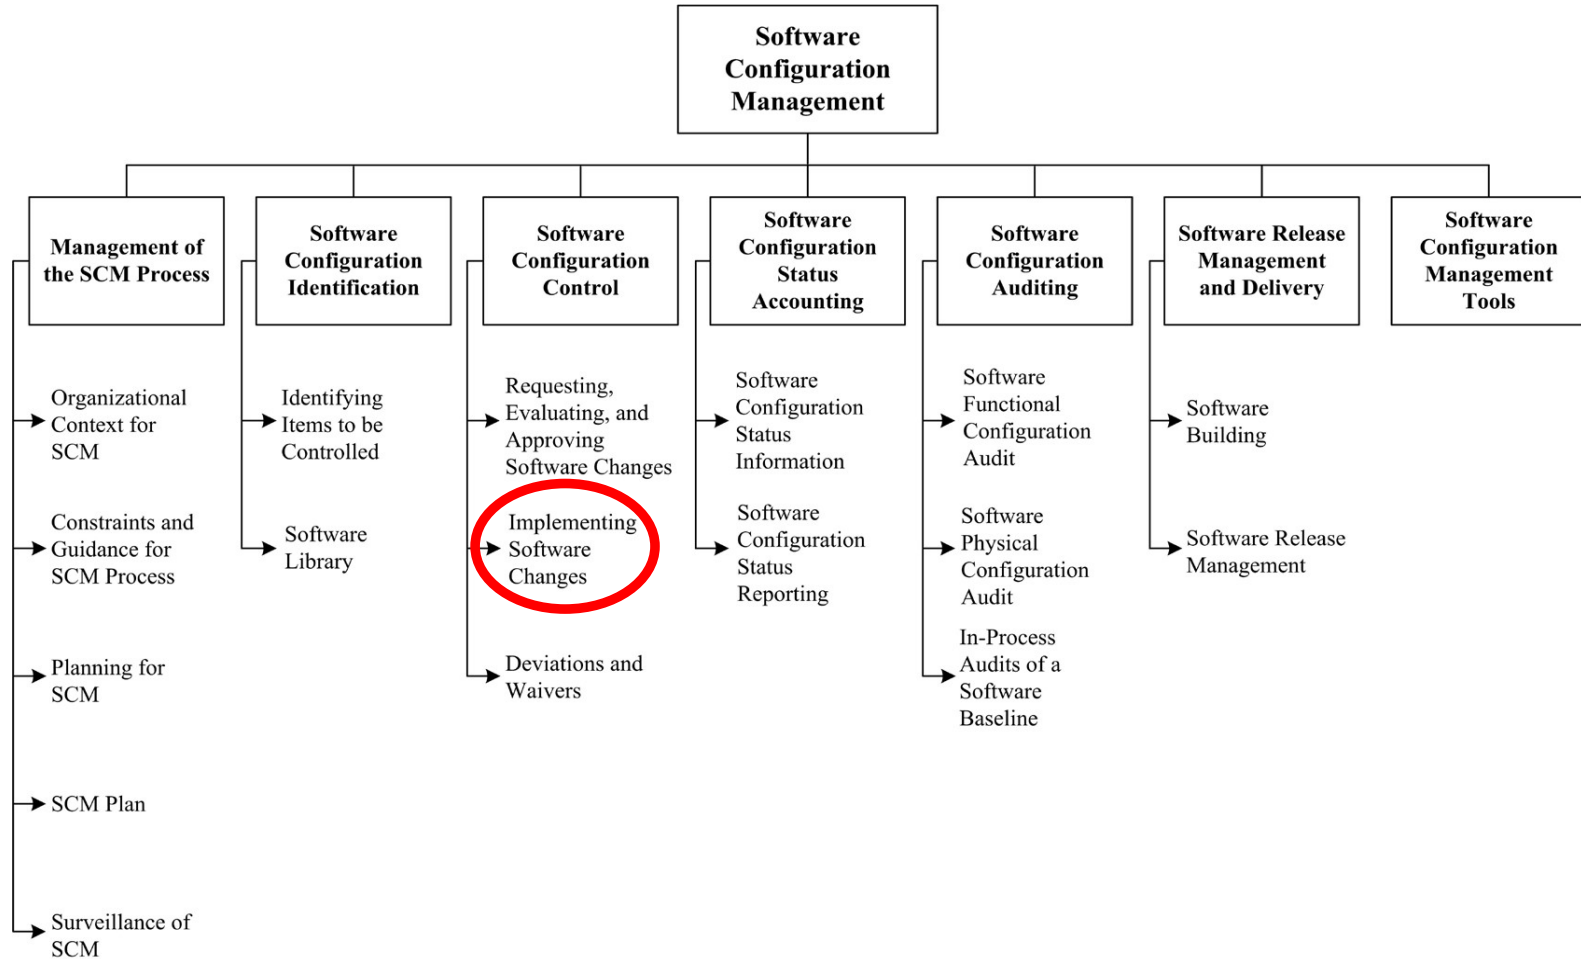 Software
Configuration
Management
Management of
the SCM Process
Organizational
Context for
SCM
Constraints and
Guidance for
SCM Process
Planning for
SCM
SCM Plan
Surveillance of
SCM
Software
Configuration
Identification
Identifying
Items to be
Controlled
Software
Library
Software
Configuration
Control
Requesting,
Evaluating, and
Approving
Software Changes
Implementing
Software
Changes
Deviations and
Waivers
Software
Configuration
Status
Accounting
Software
Configuration
Status
Information
Software
Configuration
Status
Reporting
Software
Configuration
Auditing
Software
Functional
Configuration
Audit
Software
Physical
Configuration
Audit
In-Process
Audits of a
Software
Baseline
Software Release
Management
and Delivery
Software
Building
Software Release
Management
Software
Configuration
Management
Tools